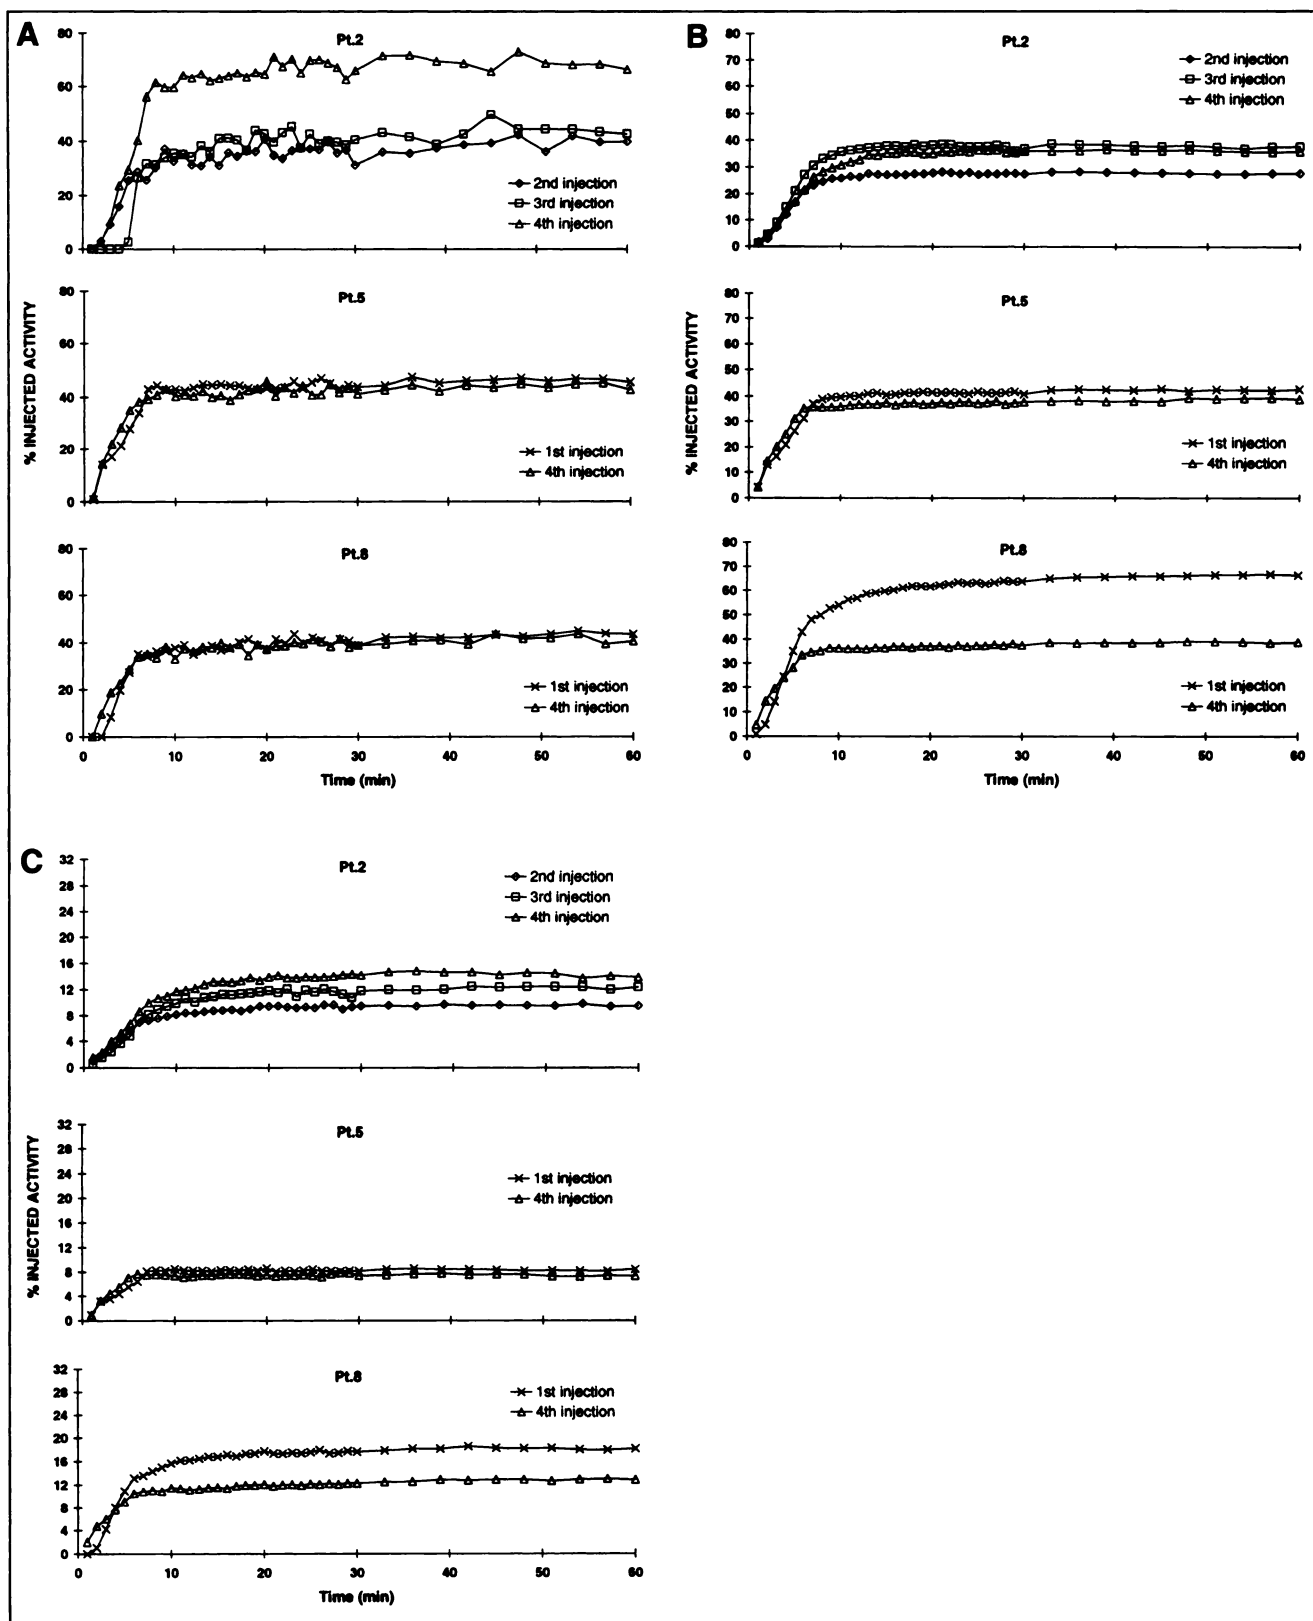 A
Pt.2
80
60
40
20
0
2nd injection
3rd injection
4th injection
% INJECTED ACTIVITY
Pt.5
80
60
40
20
0
1st injection
4th injection
Pt.8
80
60
40
20
0
1st injection
4th injection
0 10 20 30 40 50 60
Time (min)
B
Pt.2
80
70
60
50
40
30
20
10
0
2nd injection
3rd injection
4th injection
% INJECTED ACTIVITY
Pt.5
80
70
60
50
40
30
20
10
0
1st injection
4th injection
Pt.8
80
70
60
50
40
30
20
10
0
1st injection
4th injection
0 10 20 30 40 50 60
Time (min)
C
Pt.2
32
28
24
20
16
12
8
4
0
2nd injection
3rd injection
4th injection
% INJECTED ACTIVITY
Pt.5
32
28
24
20
16
12
8
4
0
1st injection
4th injection
Pt.8
32
28
24
20
16
12
8
4
0
1st injection
4th injection
0 10 20 30 40 50 60
Time (min)